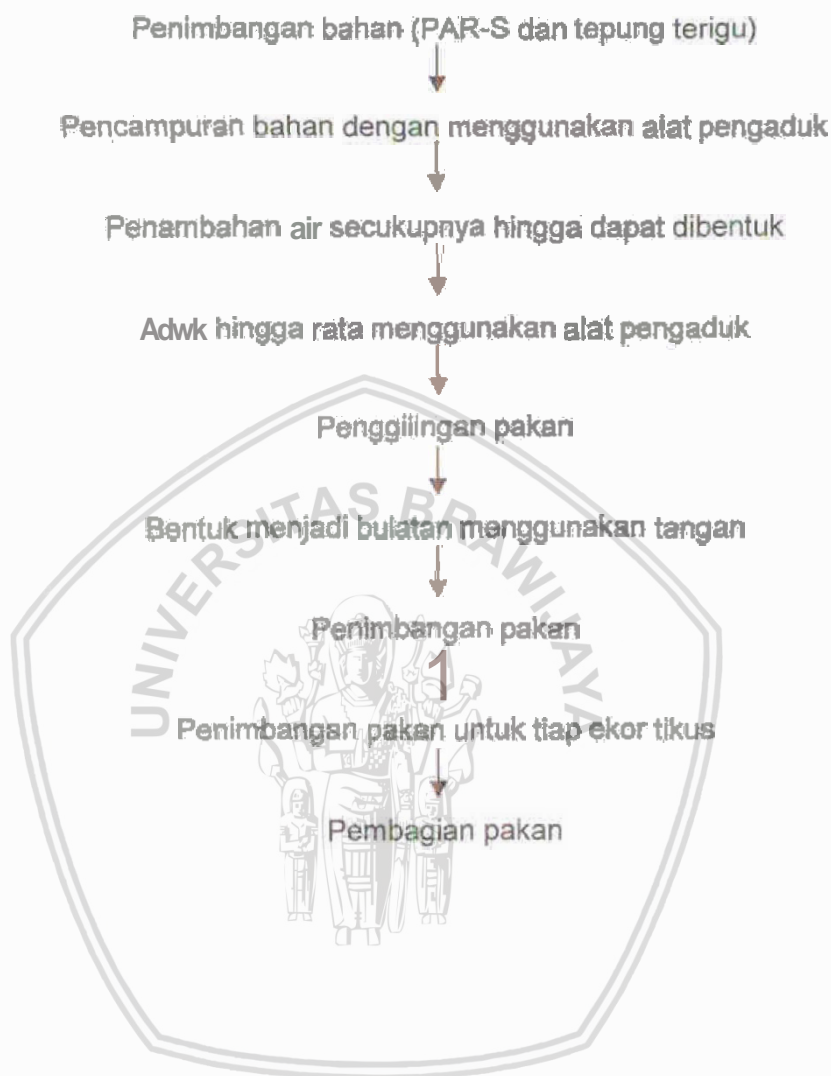 Penimbangan bahan (PAR-S dan tepung terigu)
Pencampuran bahan dengan menggunakan alat pengaduk
Penambahan air secukupnya hingga dapat dibentuk
Adwk hingga rata menggunakan alat pengaduk
Penggilingan pakan
Bentuk menjadi bulatan menggunakan tangan
Penimbangan pakan
1
Penimbangan pakan untuk tiap ekor tikus
Pembagian pakan
UNIVERSITAS BRAWIJAYA